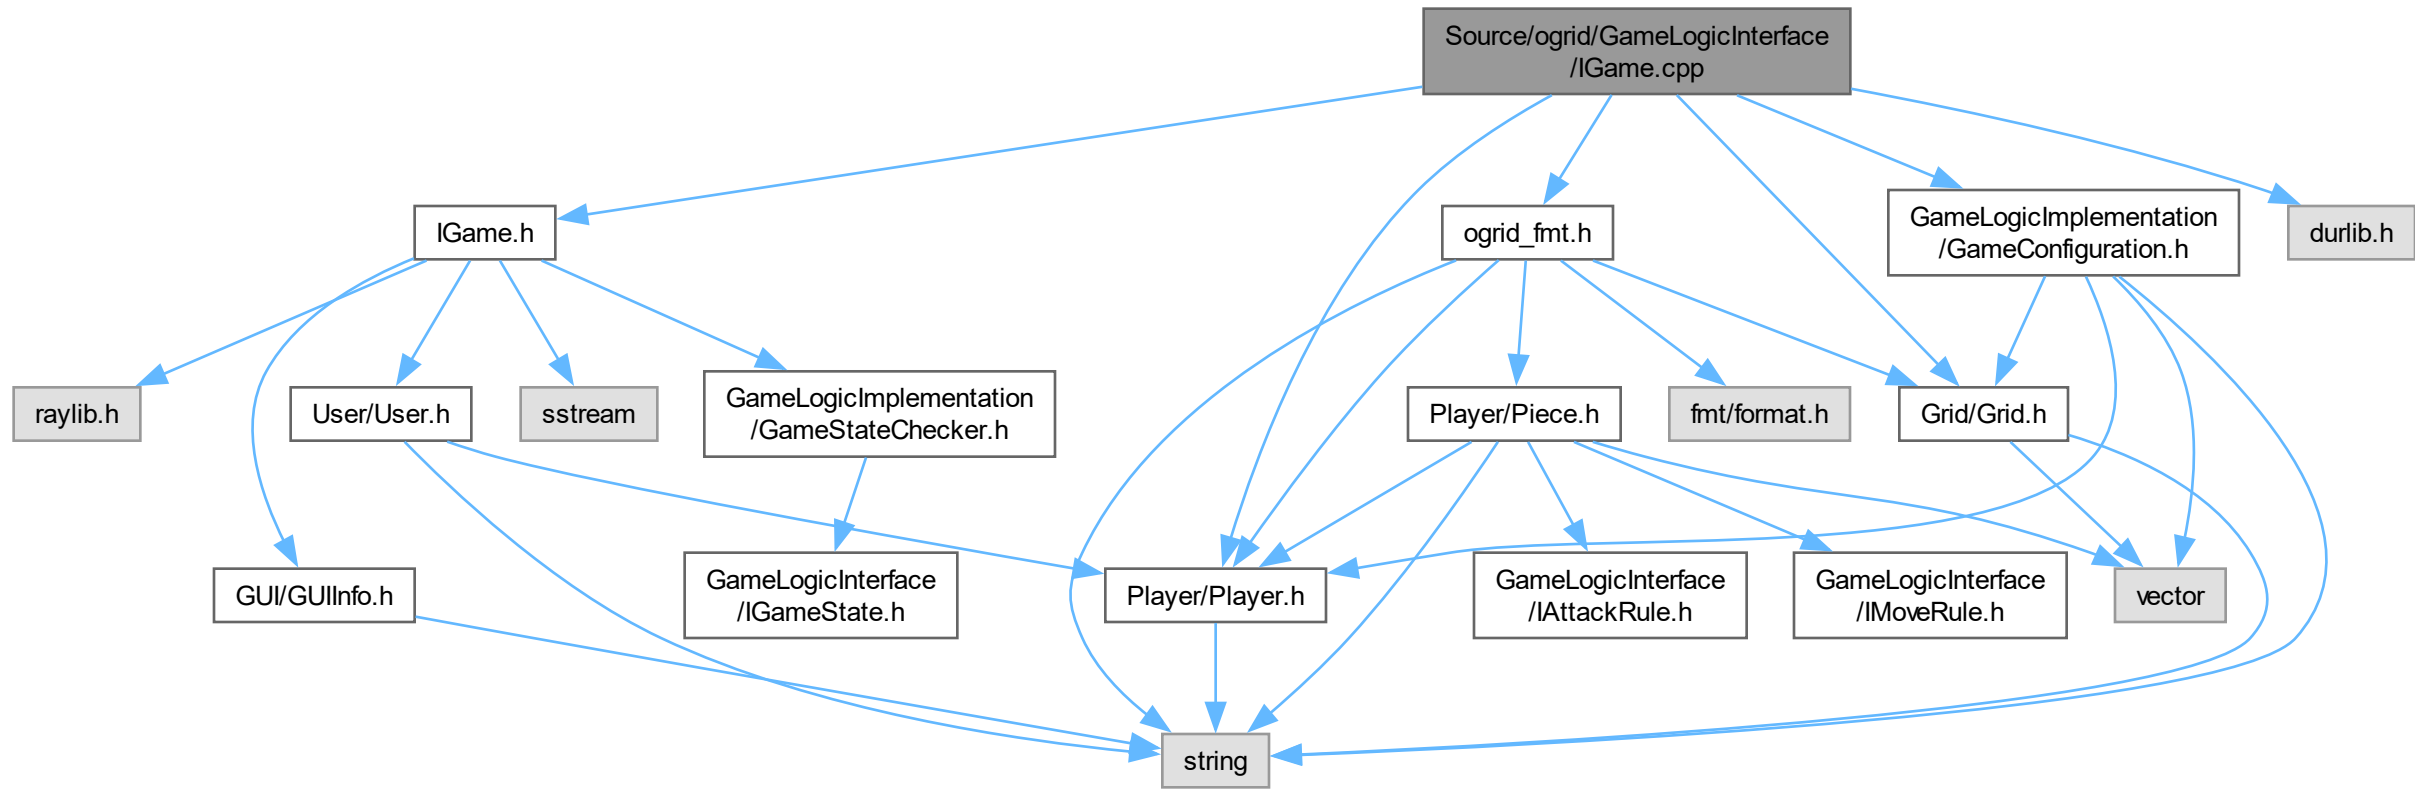 Source/ogrid/GameLogicInterface
/IGame.cpp
IGame.h
ogrid_fmt.h
GameLogicImplementation
/GameConfiguration.h
durlib.h
raylib.h
User/User.h
sstream
GameLogicImplementation
/GameStateChecker.h
Player/Piece.h
fmt/format.h
Grid/Grid.h
GUI/GUIInfo.h
GameLogicInterface
/IGameState.h
Player/Player.h
GameLogicInterface
/IAttackRule.h
GameLogicInterface
/IMoveRule.h
vector
string